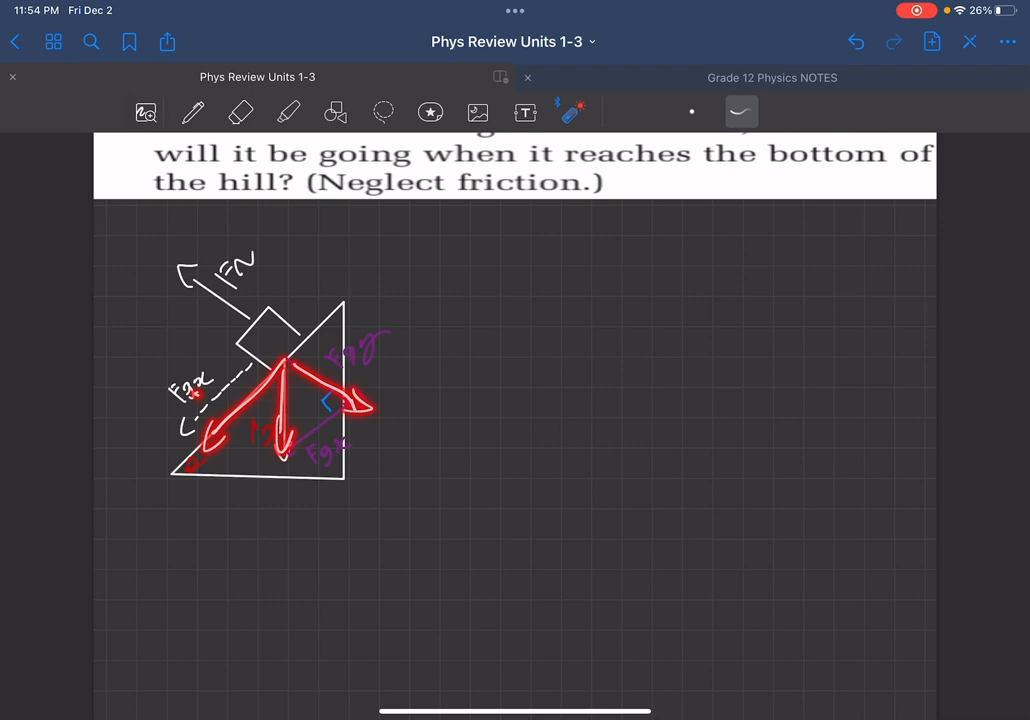 11:54 PM Fri Dec 2
26%
Phys Review Units 1-3
Phys Review Units 1-3
Grade 12 Physics NOTES
T
will it be going when it reaches the bottom of
the hill? (Neglect friction.)
FN
Fgy
Fgx
Fgx